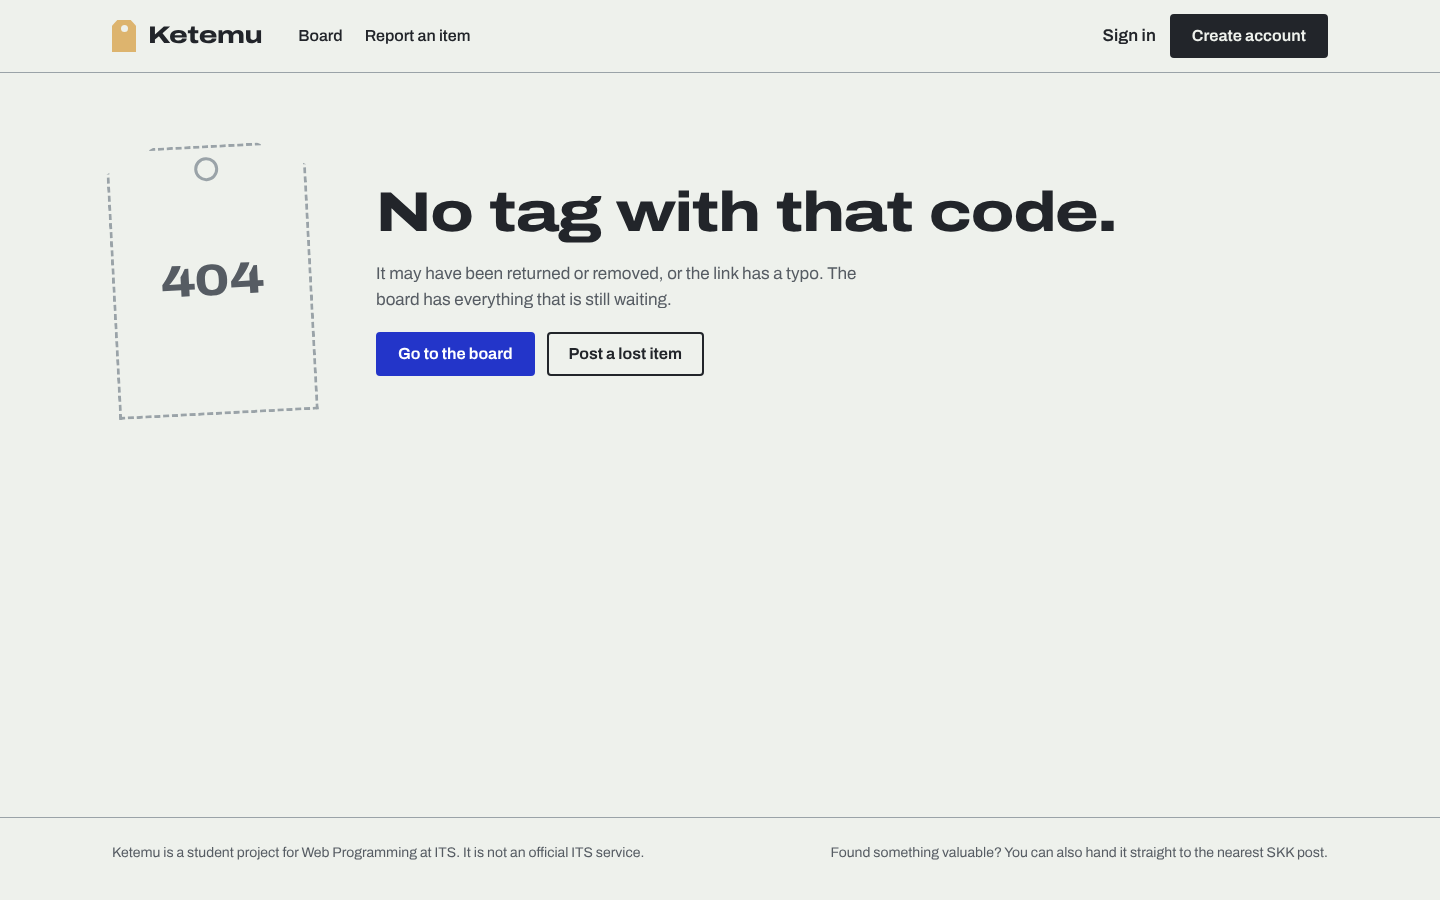 Ketemu
Board
Report an item
Sign in
Create account
404
No tag with that code.
It may have been returned or removed, or the link has a typo. The
board has everything that is still waiting.
Go to the board
Post a lost item
Ketemu is a student project for Web Programming at ITS. It is not an official ITS service.
Found something valuable? You can also hand it straight to the nearest SKK post.